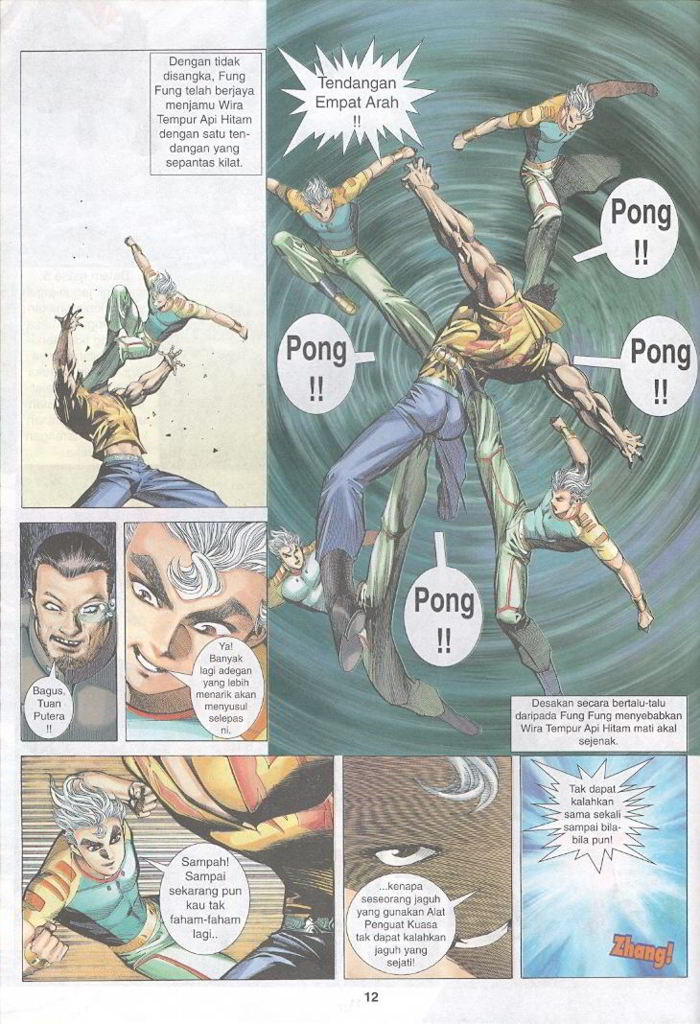 Dengan tidak
disangka, Fung
Fung telah berjaya
menjamu Wira
Tempur Api Hitam
dengan satu ten-
dangan yang
sepantas kilat.
Tendangan
Empat Arah
!!
Pong
!!
Pong
!!
Pong
!!
Pong
!!
Desakan secara bertalu-talu
daripada Fung Fung menyebabkan
Wira Tempur Api Hitam mati akal
sejenak.
Bagus,
Tuan
Putera
!!
Ya!
Banyak
lagi adegan
yang lebih
menarik akan
menyusul
selepas
ni.
Sampah!
Sampai
sekarang pun
kau tak
faham-faham
lagi..
...kenapa
seseorang jaguh
yang gunakan Alat
Penguat Kuasa
tak dapat kalahkan
jaguh yang
sejati!
Tak dapat
kalahkan
sama sekali
sampai bila-
bila pun!
Zhang!
12